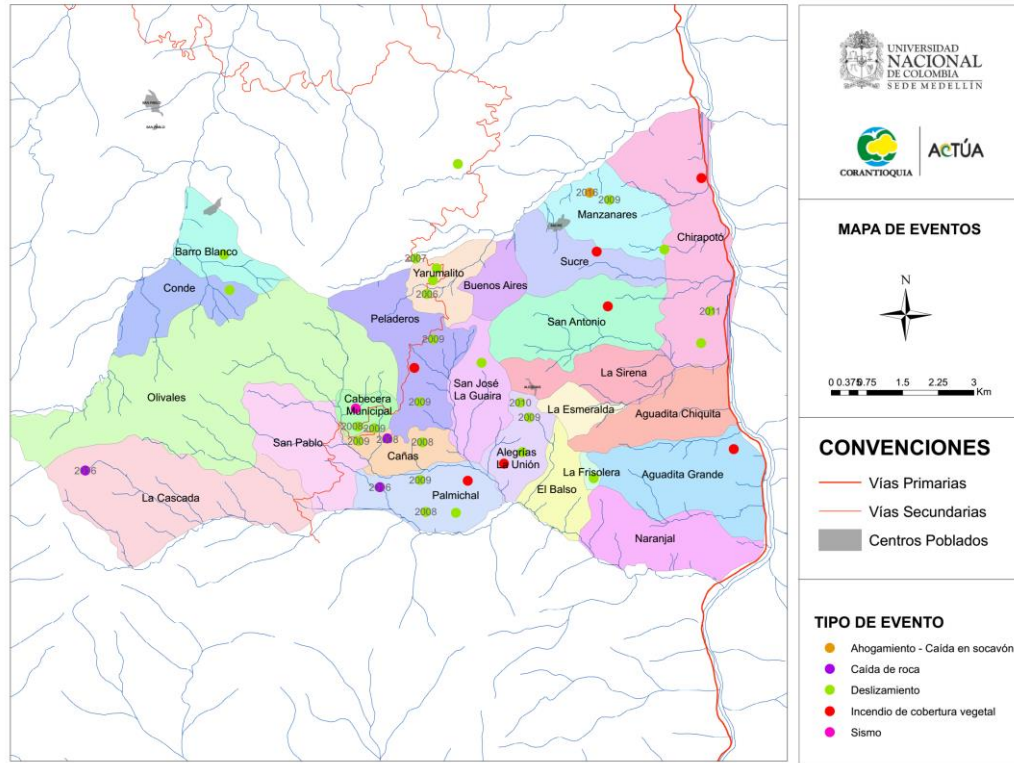 UNIVERSIDAD
NACIONAL
DE COLOMBIA
SEDE MEDELLÍN
CORANTIOQUIA
ACTÚA
MAPA DE EVENTOS
N
0 0.375 0.75 1.5 2.25 3
Km
CONVENCIONES
Vías Primarias
Vías Secundarias
Centros Poblados
TIPO DE EVENTO
Ahogamiento - Caída en socavón
Caída de roca
Deslizamiento
Incendio de cobertura vegetal
Sismo
2016
2009
Manzanares
Chirapotó
Barro Blanco
2007
Yarumalito
Sucre
Conde
Buenos Aires
2006
Peladeros
San Antonio
2011
2009
Olivales
San José
La Guaira
La Sirena
Cabecera
Municipal
2009
2010
La Esmeralda
Aguadita Chiquita
2009
2008
2009
San Pablo
2009
2008
Cañas
Alegrías
La Unión
La Frisolera
Aguadita Grande
La Cascada
2009
Palmichal
El Balso
2008
Naranjal